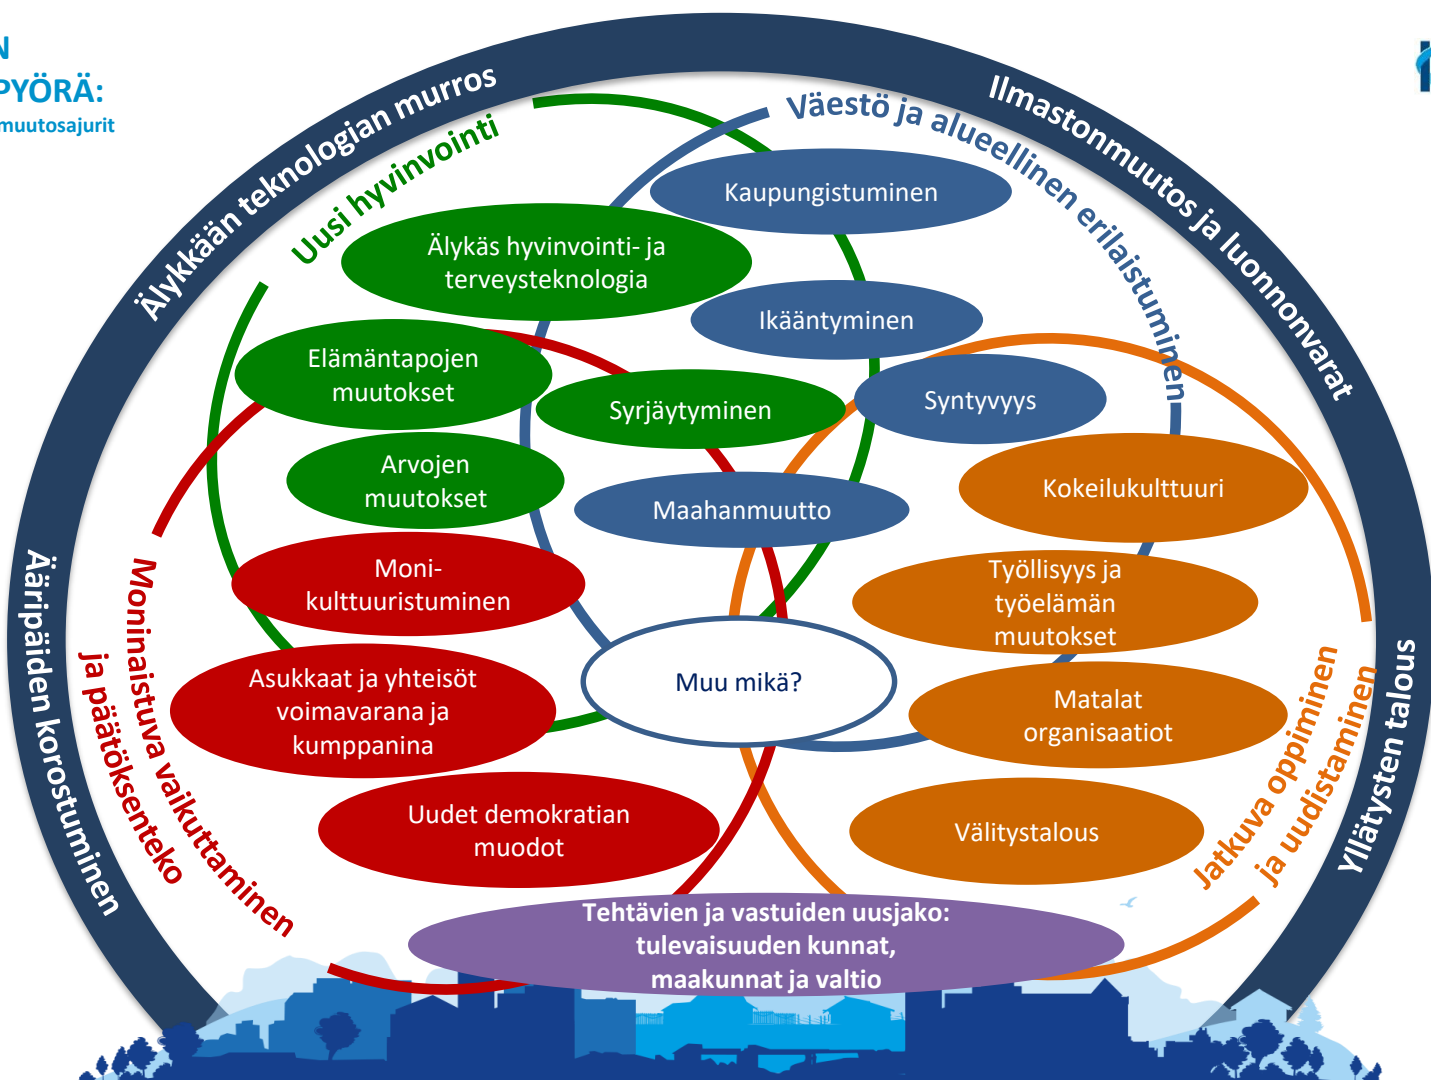 N
PYÖRÄ:
muutosajurit
Älykkään teknologian murros
Ilmastonmuutos ja luonnonvarat
Ääripäiden korostuminen
Yllätysten talous
Uusi hyvinvointi
Väestö ja alueellinen erilaistuminen
Kaupungistuminen
Älykäs hyvinvointi- ja
terveysteknologia
Ikääntyminen
Elämäntapojen
muutokset
Syrjäytyminen
Syntyvyys
Arvojen
muutokset
Maahanmuutto
Kokeilukulttuuri
Moni-
kulttuuristuminen
Työllisyys ja
työelämän
muutokset
Moninaistuva vaikuttaminen
ja päätöksenteko
Asukkaat ja yhteisöt
voimavarana ja
kumppanina
Muu mikä?
Matalat
organisaatiot
Jatkuva oppiminen
ja uudistaminen
Uudet demokratian
muodot
Välitystalous
Tehtävien ja vastuiden uusjako:
tulevaisuuden kunnat,
maakunnat ja valtio